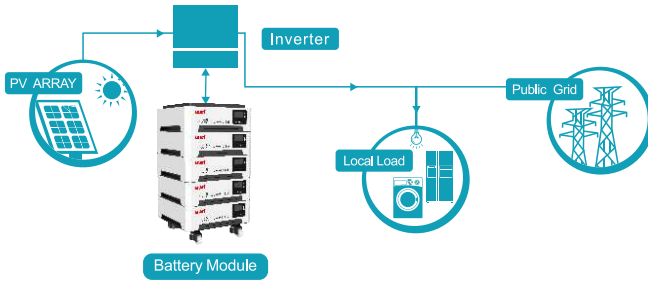 Inverter
PV ARRAY
Public Grid
Local Load
Battery Module